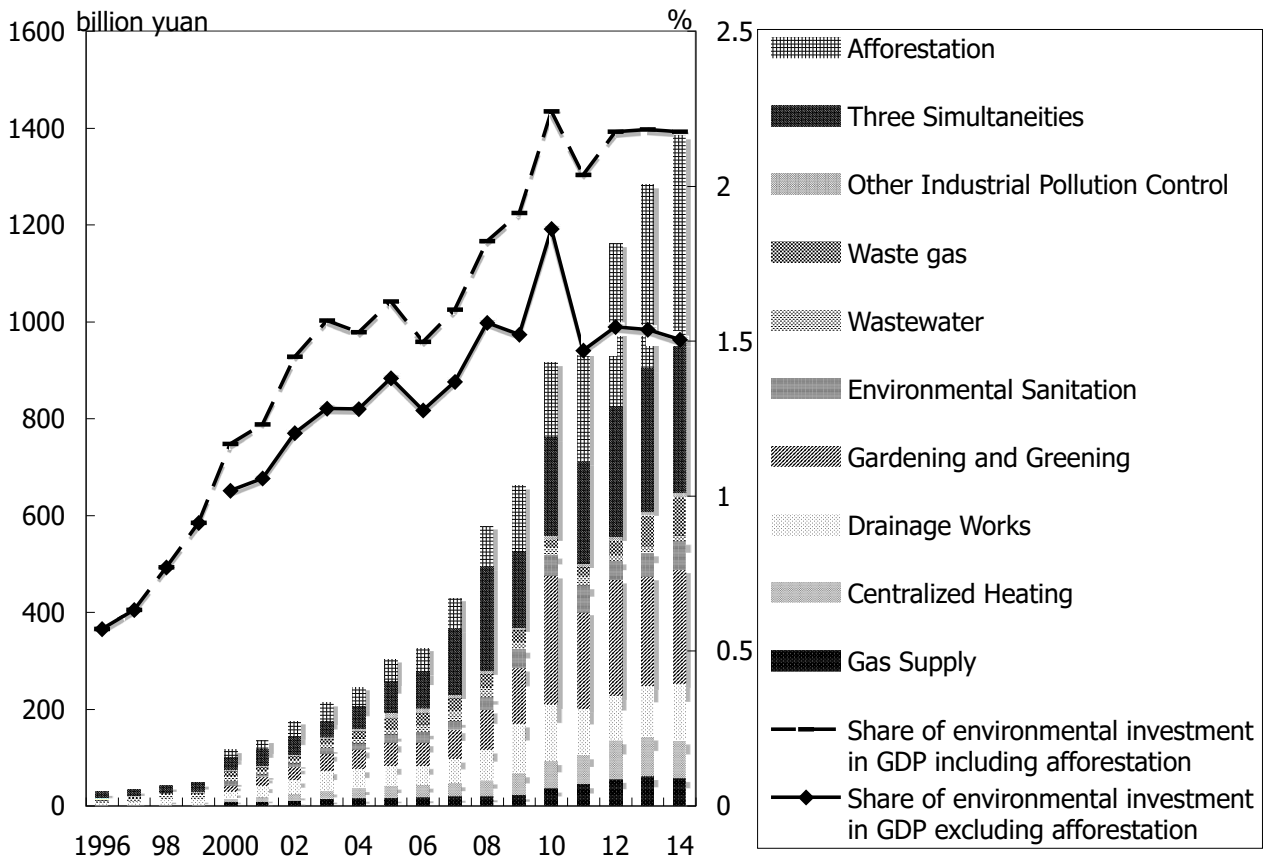 billion yuan
%
1600
1400
1200
1000
800
600
400
200
0
2.5
2
1.5
1
0.5
0
1996 98 2000 02 04 06 08 10 12 14
Afforestation
Three Simultaneities
Other Industrial Pollution Control
Waste gas
Wastewater
Environmental Sanitation
Gardening and Greening
Drainage Works
Centralized Heating
Gas Supply
Share of environmental investment
in GDP including afforestation
Share of environmental investment
in GDP excluding afforestation